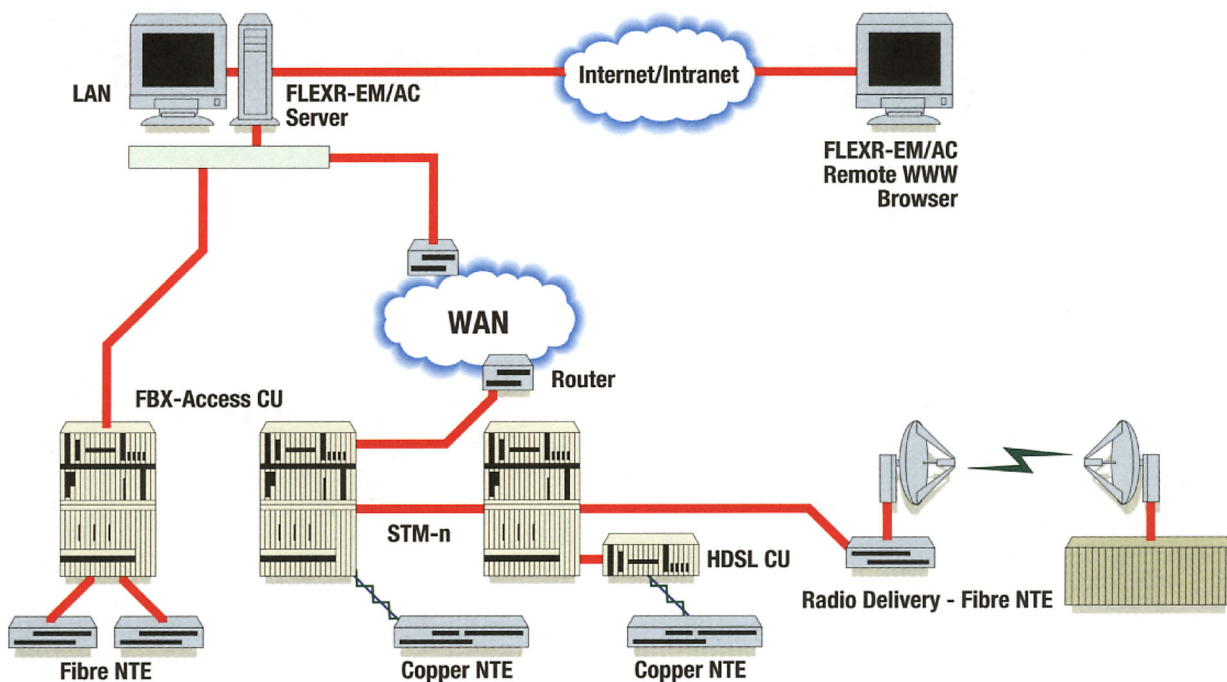 LAN
FLEXR-EM/AC
Server
Internet/Intranet
FLEXR-EM/AC
Remote WWW
Browser
WAN
Router
FBX-Access CU
STM-n
HDSL CU
Radio Delivery - Fibre NTE
Fibre NTE
Copper NTE
Copper NTE